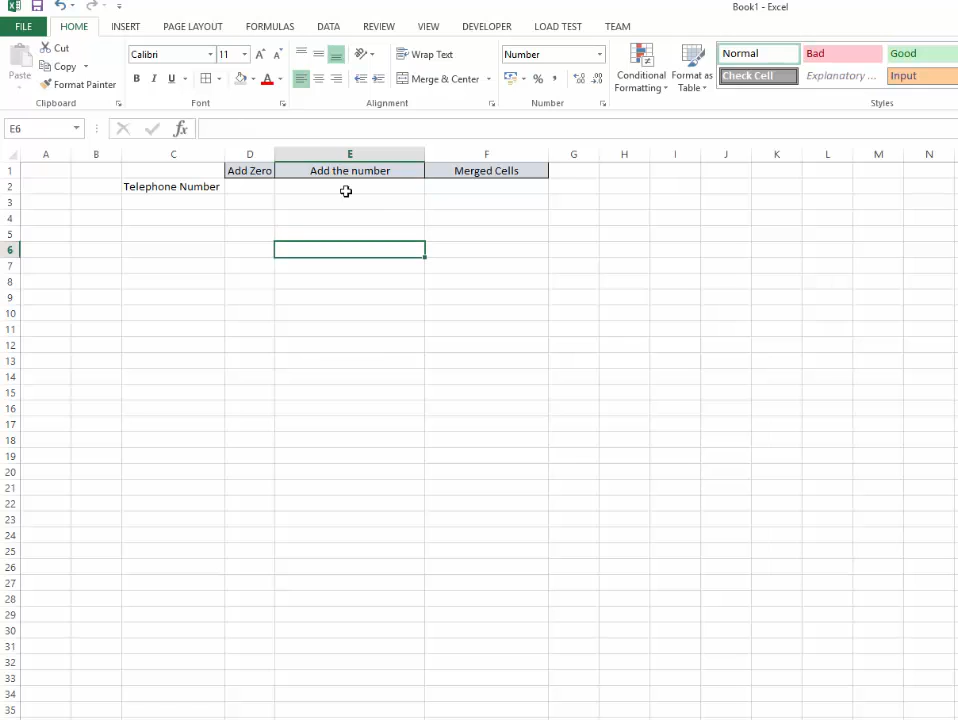 Book1 - Excel
FILE HOME INSERT PAGE LAYOUT FORMULAS DATA REVIEW VIEW DEVELOPER LOAD TEST TEAM
Paste
Cut
Copy
Format Painter
Clipboard
Calibri 11
B I U
Font
Wrap Text
Merge & Center
Alignment
Number
%
Number
Conditional
Formatting
Format as
Table
Normal Bad Good
Check Cell Explanatory ... Input
Styles
E6 fx
A B C D E F G H I J K L M N
1 Add Zero Add the number Merged Cells
2 Telephone Number
3
4
5
6
7
8
9
10
11
12
13
14
15
16
17
18
19
20
21
22
23
24
25
26
27
28
29
30
31
32
33
34
35